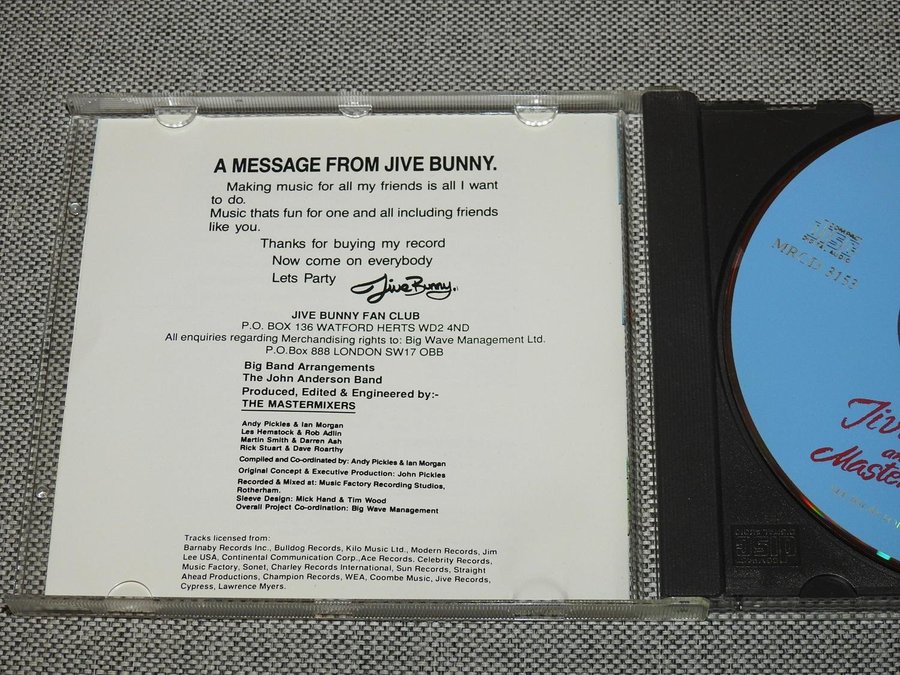 A MESSAGE FROM JIVE BUNNY.
Making music for all my friends is all I want
to do.
Music thats fun for one and all including friends
like you.
Thanks for buying my record
Now come on everybody
Lets Party
Jive Bunny.
JIVE BUNNY FAN CLUB
P.O. BOX 136 WATFORD HERTS WD2 4ND
All enquiries regarding Merchandising rights to: Big Wave Management Ltd.
P.O.Box 888 LONDON SW17 OBB
Big Band Arrangements
The John Anderson Band
Produced, Edited & Engineered by:-
THE MASTERMIXERS
Andy Pickles & Ian Morgan
Les Hemstock & Rob Adlin
Martin Smith & Darren Ash
Rick Stuart & Dave Roarthy
Compiled and Co-ordinated by: Andy Pickles & Ian Morgan
Original Concept & Executive Production: John Pickles
Recorded & Mixed at: Music Factory Recording Studios,
Rotherham.
Sleeve Design: Mick Hand & Tim Wood
Overall Project Co-ordination: Big Wave Management
Tracks licensed from:
Barnaby Records Inc., Bulldog Records, Kilo Music Ltd., Modern Records, Jim
Lee USA, Continental Communication Corp.,Ace Records, Celebrity Records,
Music Factory, Sonet, Charley Records International, Sun Records, Straight
Ahead Productions, Champion Records, WEA, Coombe Music, Jive Records,
Cypress, Lawrence Myers.
MRCD 3153
Jiv
an
Master